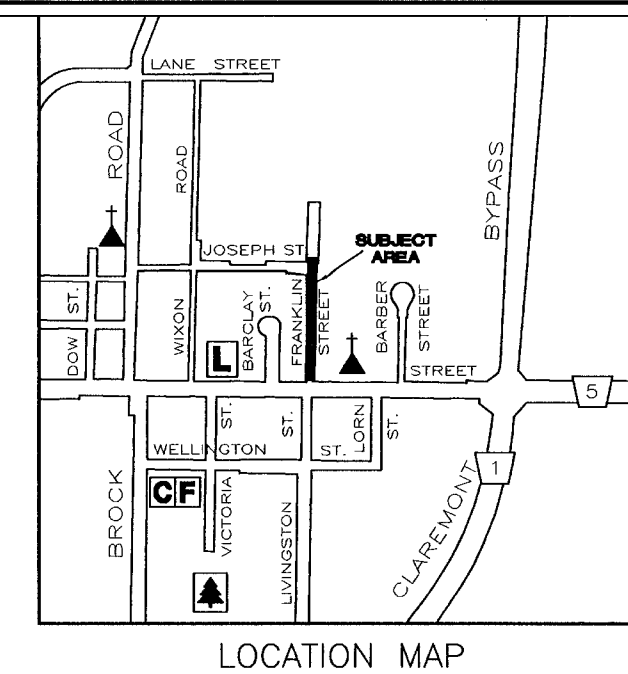 LANE STREET
ROAD
ROAD
BYPASS
JOSEPH ST.
SUBJECT
AREA
ST.
DOW
WIXON
L
BARCLAY
ST.
FRANKLIN
STREET
BARBER
STREET
STREET
5
ST.
ST.
LORN
ST.
WELLINGTON ST.
1
C F
BROCK
VICTORIA
LIVINGSTON
CLAREMONT
LOCATION MAP